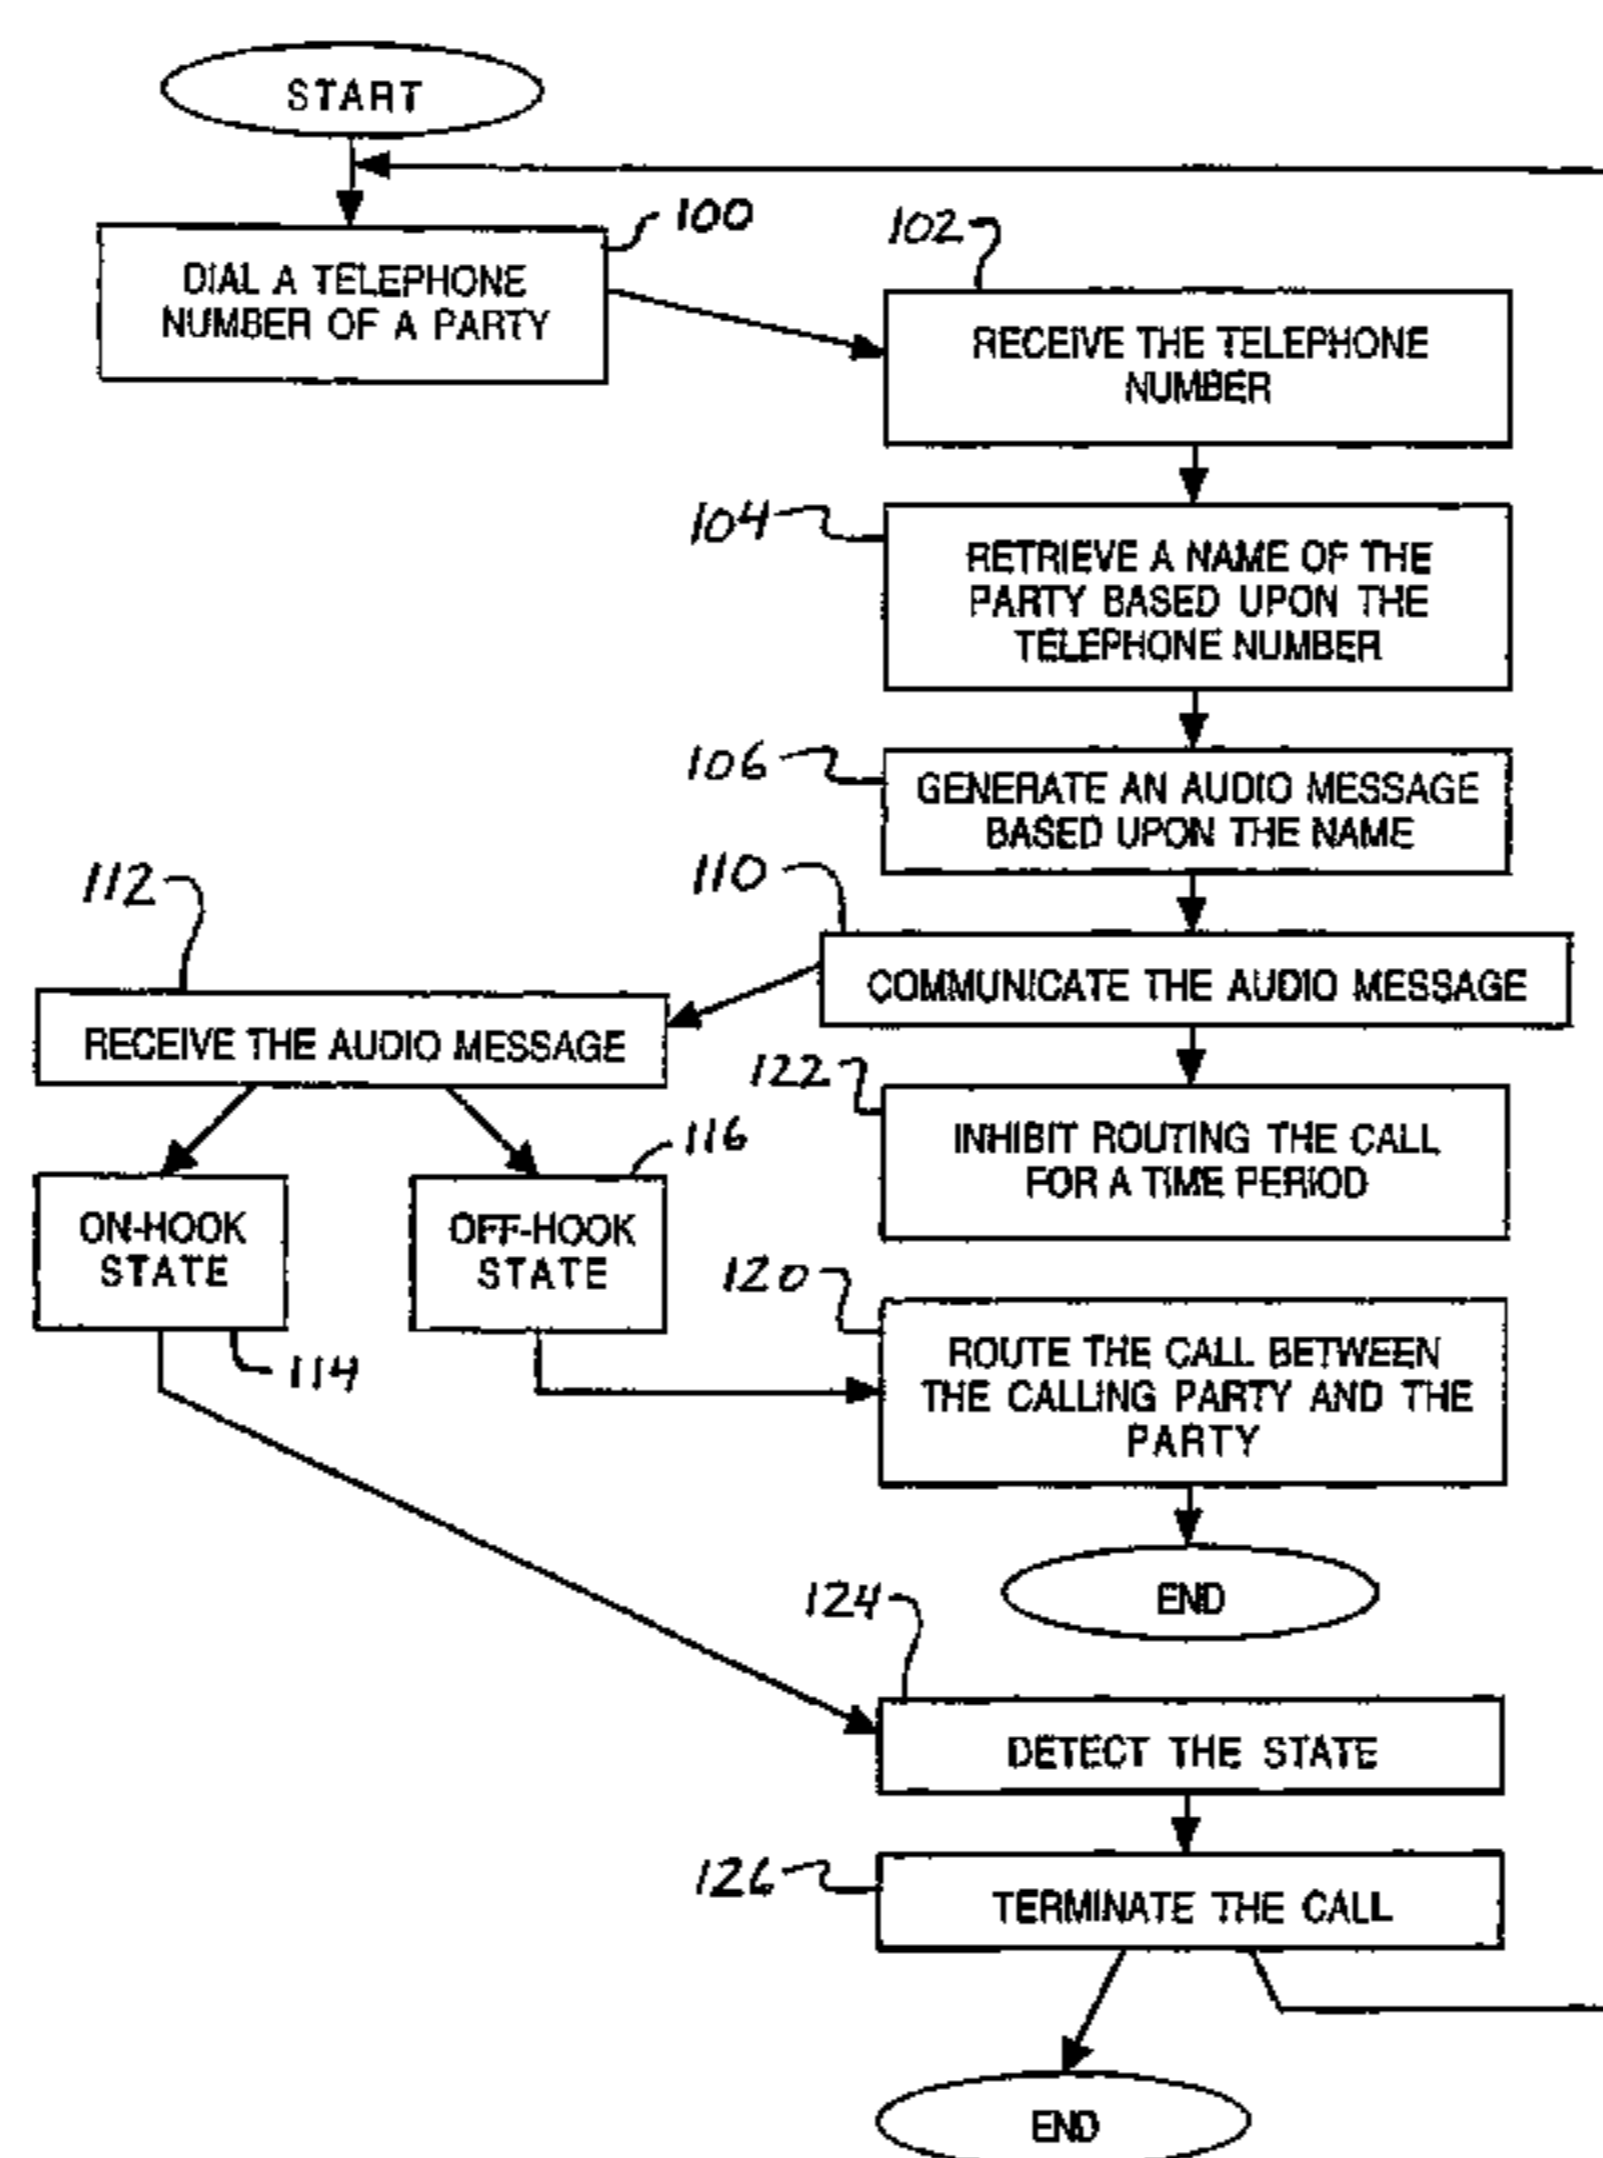 START
100
DIAL A TELEPHONE
NUMBER OF A PARTY
102
RECEIVE THE TELEPHONE
NUMBER
104
RETRIEVE A NAME OF THE
PARTY BASED UPON THE
TELEPHONE NUMBER
106
GENERATE AN AUDIO MESSAGE
BASED UPON THE NAME
110
COMMUNICATE THE AUDIO MESSAGE
112
RECEIVE THE AUDIO MESSAGE
122
INHIBIT ROUTING THE CALL
FOR A TIME PERIOD
116
ON-HOOK
STATE
114
OFF-HOOK
STATE
120
ROUTE THE CALL BETWEEN
THE CALLING PARTY AND THE
PARTY
END
124
DETECT THE STATE
126
TERMINATE THE CALL
END